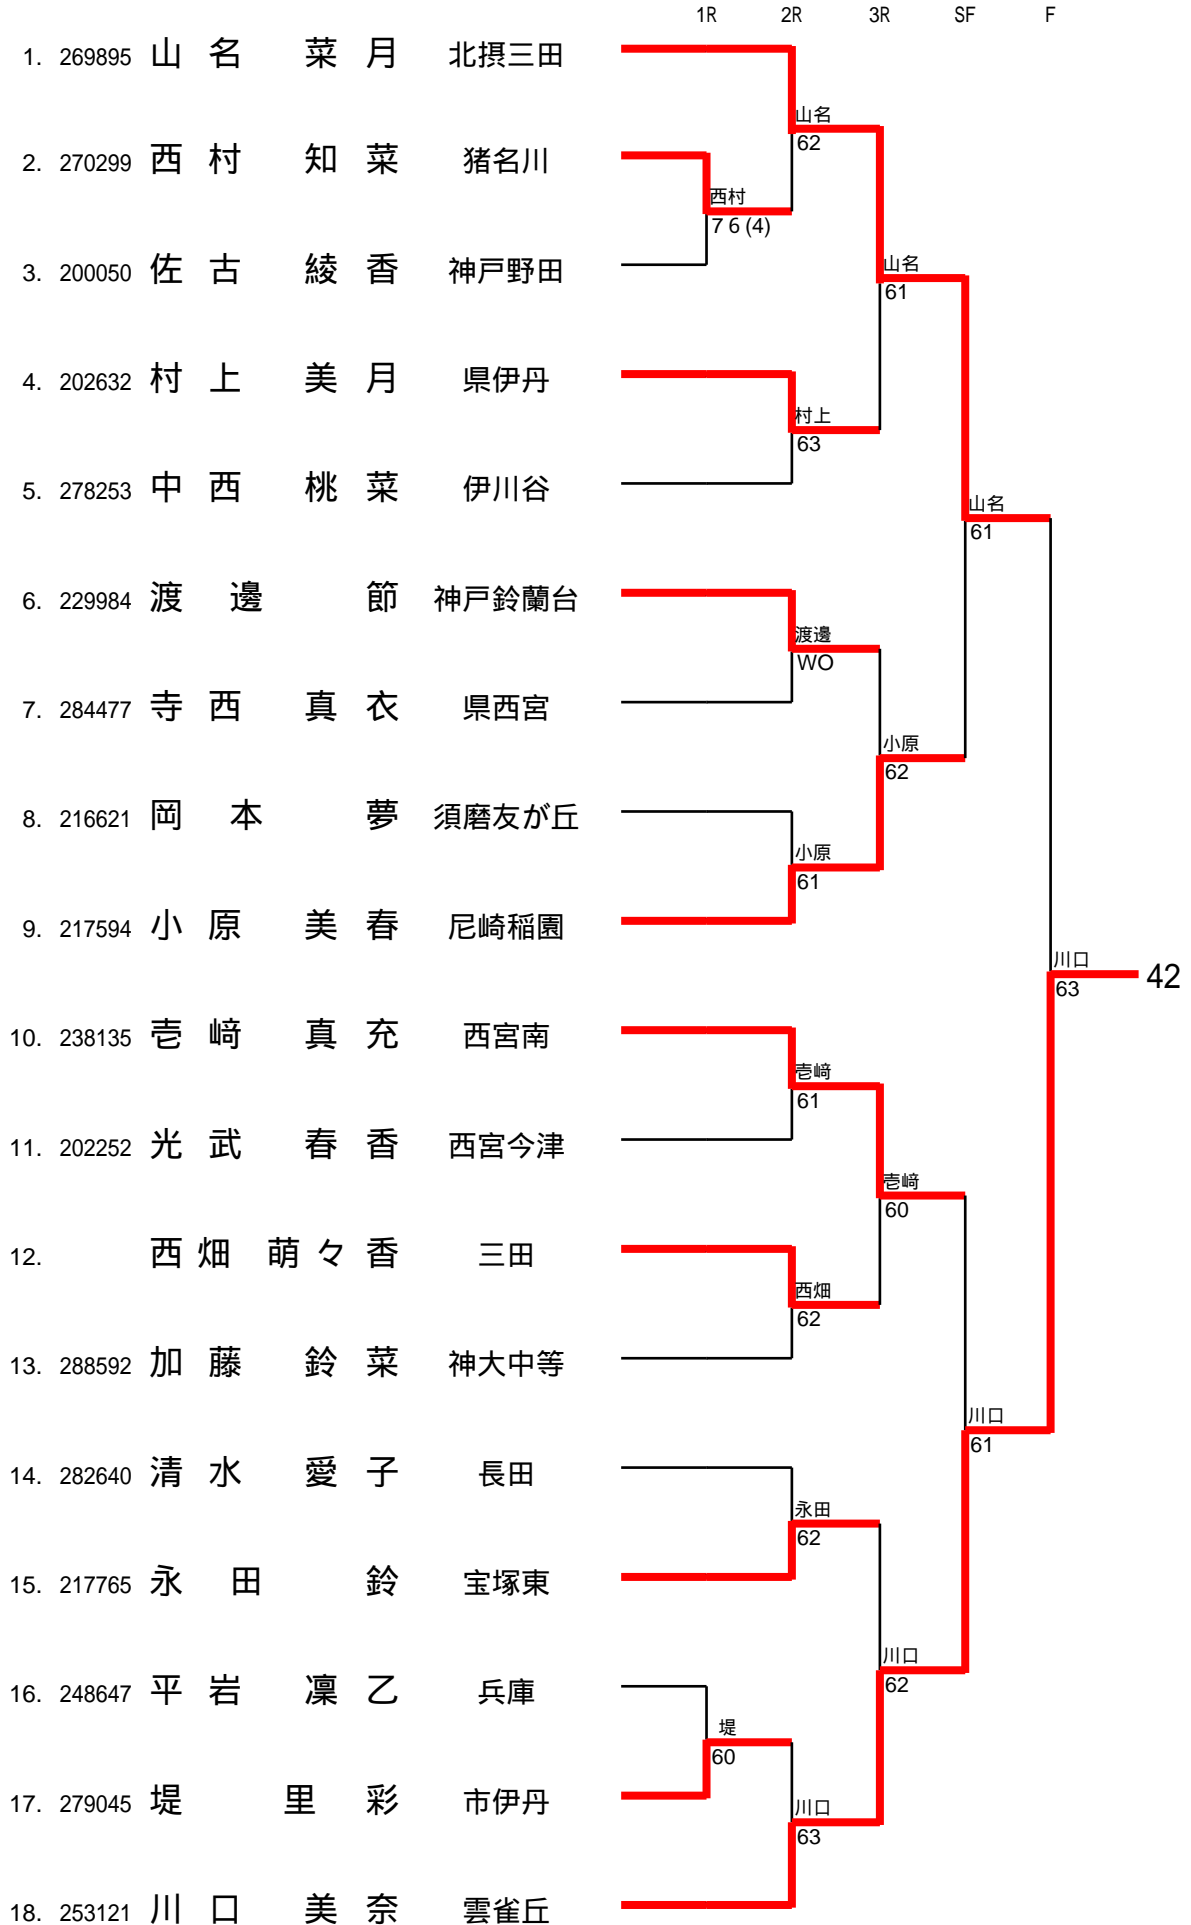 1R 2R 3R SF F
1. 269895 山名 菜月 北摂三田
山名
62
2. 270299 西村 知菜 猪名川
西村
7 6 (4)
3. 200050 佐古 綾香 神戸野田
山名
61
4. 202632 村上 美月 県伊丹
村上
63
5. 278253 中西 桃菜 伊川谷
山名
61
6. 229984 渡邊 節 神戸鈴蘭台
渡邊
WO
7. 284477 寺西 真衣 県西宮
小原
62
8. 216621 岡本 夢 須磨友が丘
小原
61
9. 217594 小原 美春 尼崎稲園
川口
63
42
10. 238135 壱﨑 真充 西宮南
壱﨑
61
11. 202252 光武 春香 西宮今津
壱﨑
60
12. 西畑 萌々香 三田
西畑
62
13. 288592 加藤 鈴菜 神大中等
川口
61
14. 282640 清水 愛子 長田
永田
62
15. 217765 永田 鈴 宝塚東
川口
62
16. 248647 平岩 凜乙 兵庫
堤
60
17. 279045 堤 里彩 市伊丹
川口
63
18. 253121 川口 美奈 雲雀丘